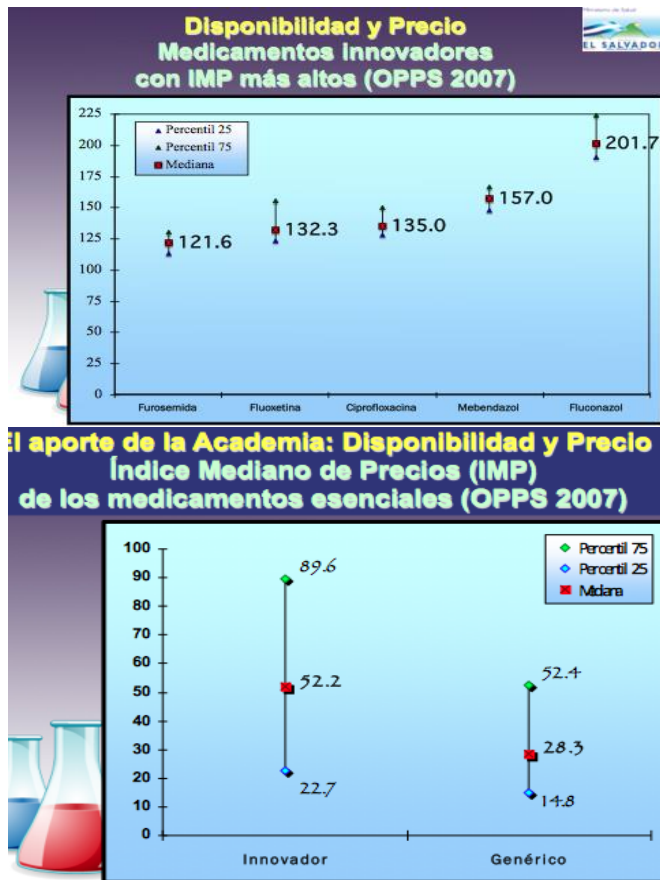 Disponibilidad y Precio
Medicamentos innovadores
con IMP más altos (OPPS 2007)
Ministerio de Salud
EL SALVADOR
225
200
175
150
125
100
75
50
25
0
Percentil 25
Percentil 75
Mediana
121.6
132.3
135.0
157.0
201.7
Furosemida Fluoxetina Ciprofloxacina Mebendazol Fluconazol
El aporte de la Academia: Disponibilidad y Precio
Índice Mediano de Precios (IMP)
de los medicamentos esenciales (OPPS 2007)
100
90
80
70
60
50
40
30
20
10
0
Percentil 75
Percentil 25
Mediana
89.6
52.2
22.7
52.4
28.3
14.8
Innovador Genérico